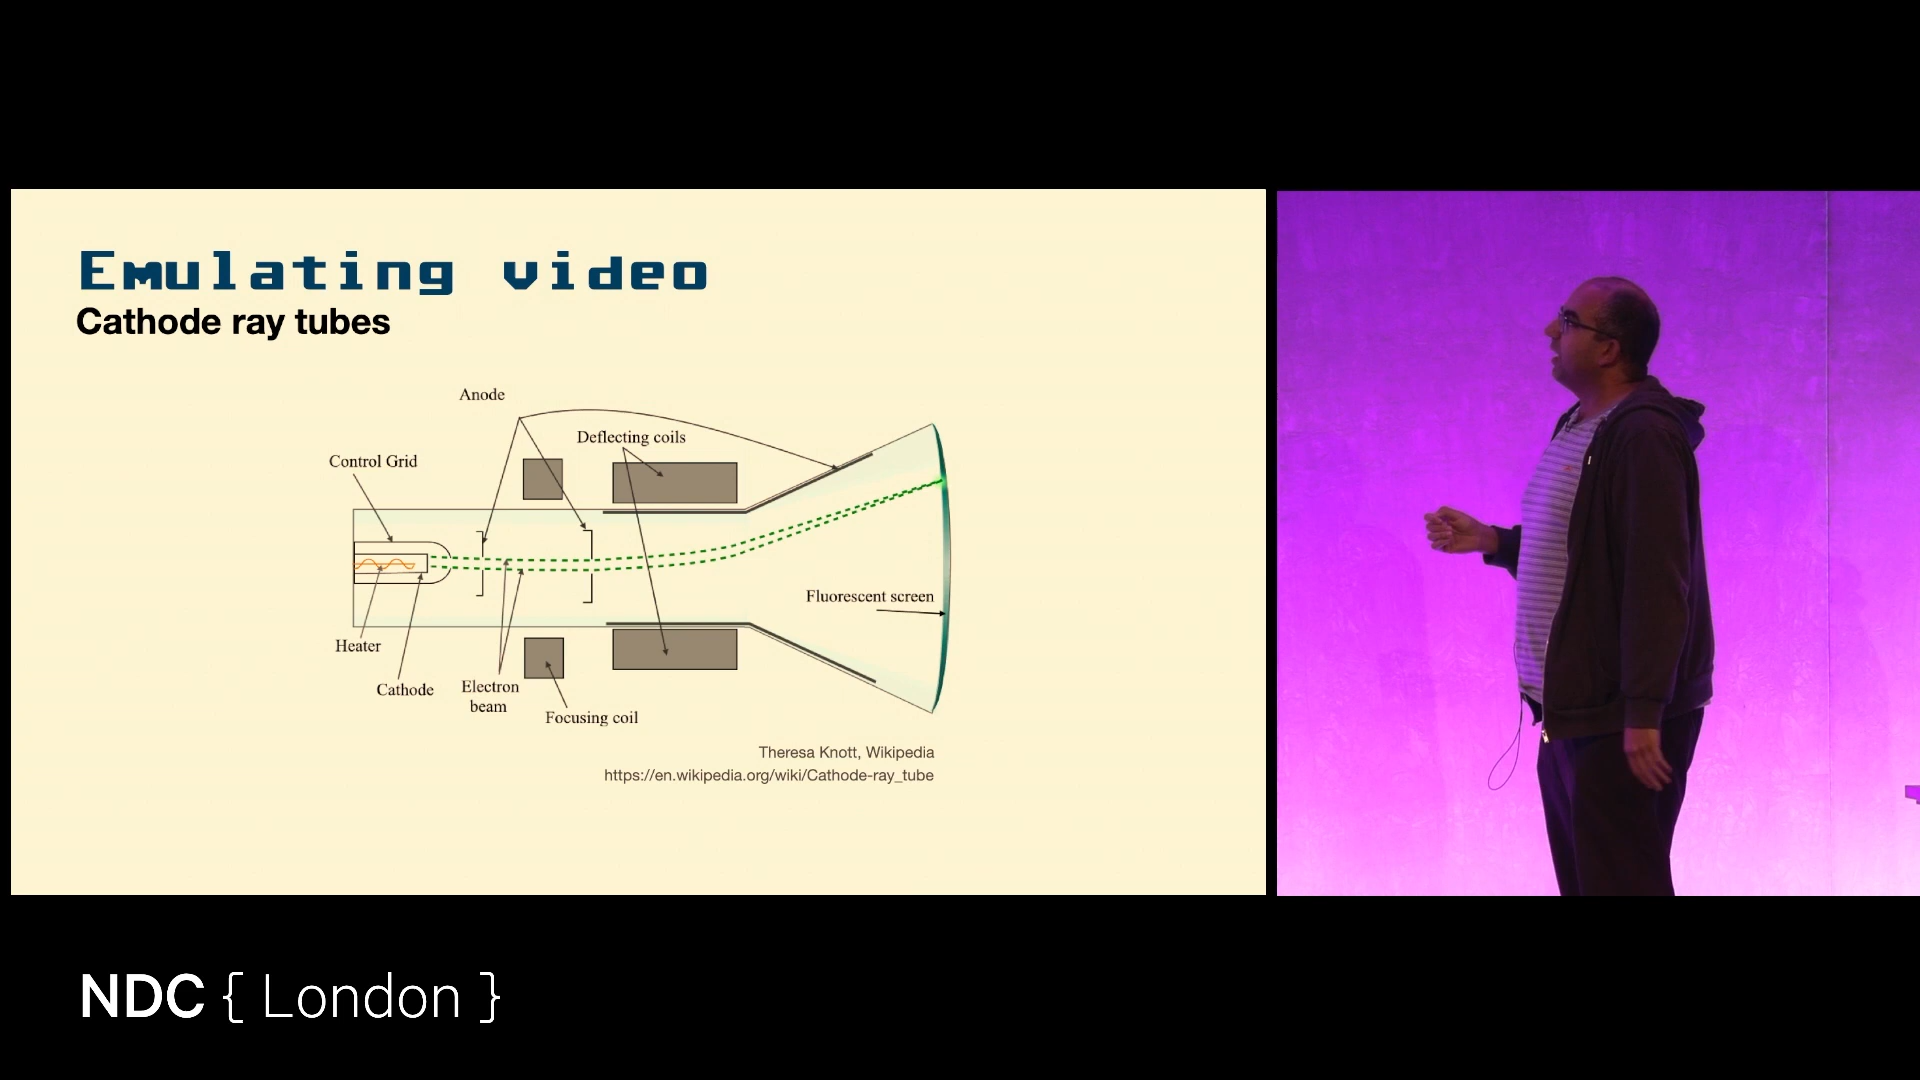 Emulating video
Cathode ray tubes
Anode
Deflecting coils
Control Grid
Fluorescent screen
Heater
Cathode
Electron
beam
Focusing coil
Theresa Knott, Wikipedia
https://en.wikipedia.org/wiki/Cathode-ray_tube
NDC { London }